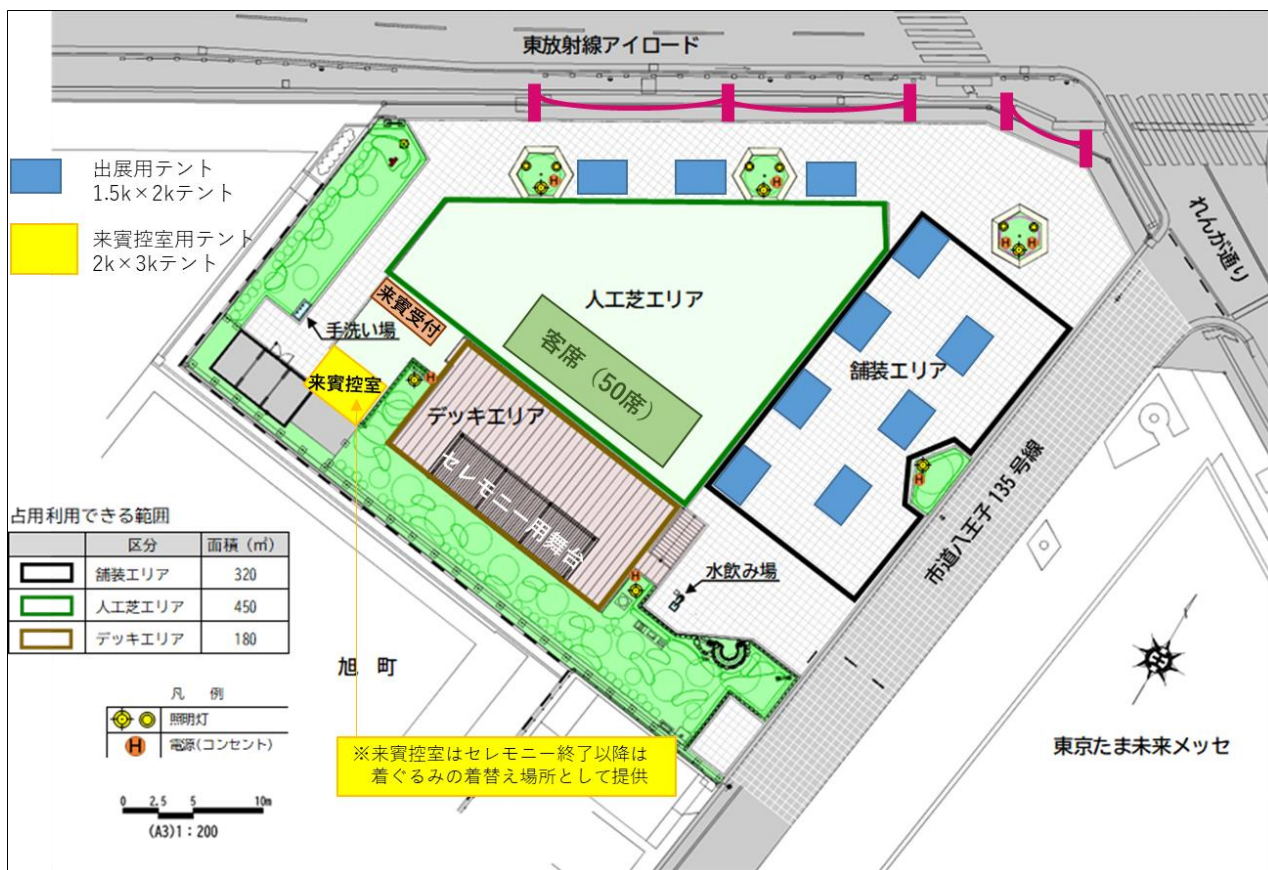 東放射線アイロード
れんが通り
出展用テント
1.5k×2kテント
来賓控室用テント
2k×3kテント
人工芝エリア
来賓受付
手洗い場
客席（50席）
舗装エリア
来賓控室
デッキエリア
セレモニー用舞台
市道八王子 135 号線
水飲み場
占用利用できる範囲
区分 面積（㎡）
舗装エリア 320
人工芝エリア 450
デッキエリア 180
旭 町
凡 例
照明灯
H 電源(コンセント)
※来賓控室はセレモニー終了以降は
着ぐるみの着替え場所として提供
東京たま未来メッセ
0 2.5 5 10m
(A3)1：200